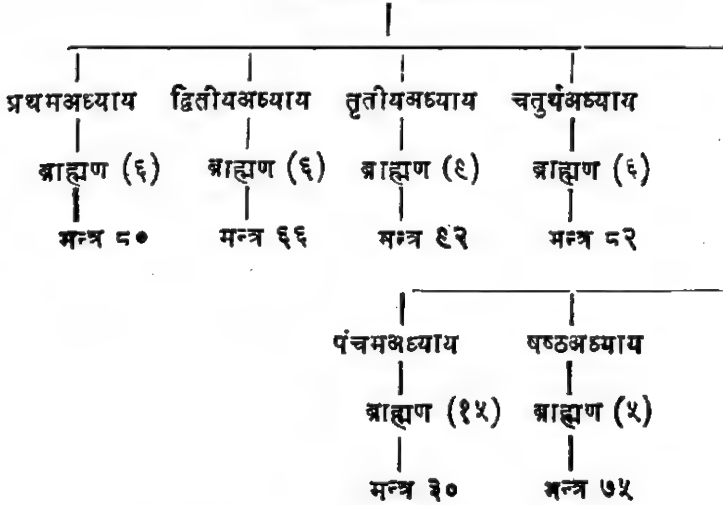 प्रथमअध्याय द्वितीयअध्याय तृतीयअध्याय चतुर्थअध्याय
ब्राह्मण (६) ब्राह्मण (६) ब्राह्मण (९) ब्राह्मण (६)
मन्त्र ८० मन्त्र ६६ मन्त्र ९२ मन्त्र ८२
पंचमअध्याय षष्ठअध्याय
ब्राह्मण (१५) ब्राह्मण (५)
मन्त्र ३० मन्त्र ७५